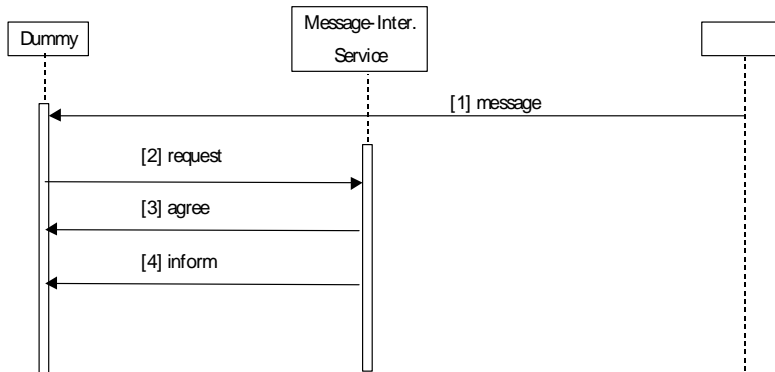 Dummy
Message-Inter.
Service
[1] message
[2] request
[3] agree
[4] inform